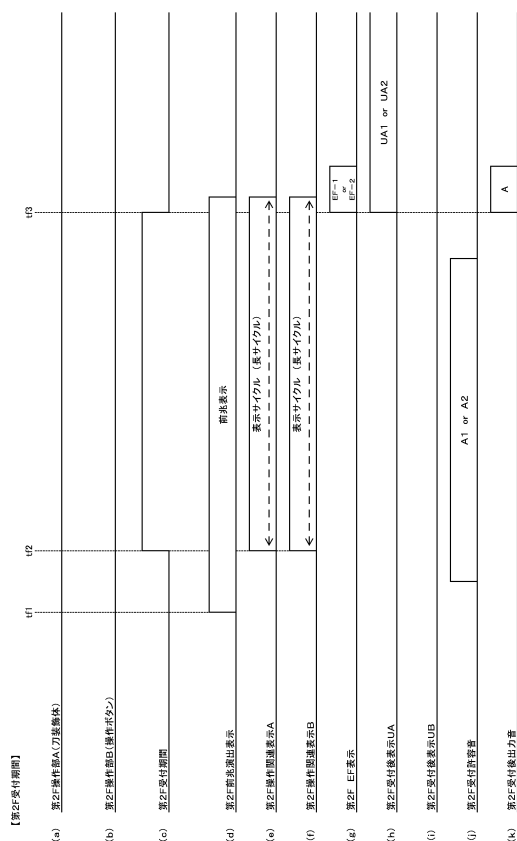 【第2F受付期間】
tf1
tf2
tf3
(a) 第2F操作部A(刀装飾体)
(b) 第2F操作部B(操作ボタン)
(c) 第2F受付期間
(d) 第2F前兆演出表示
前兆表示
(e) 第2F操作関連表示A
表示サイクル (長サイクル)
(f) 第2F操作関連表示B
表示サイクル (長サイクル)
(g) 第2F EF表示
EF-1
or
EF-2
(h) 第2F受付後表示UA
UA1 or UA2
(i) 第2F受付後表示UB
(j) 第2F受付許容音
A1 or A2
(k) 第2F受付後出力音
A